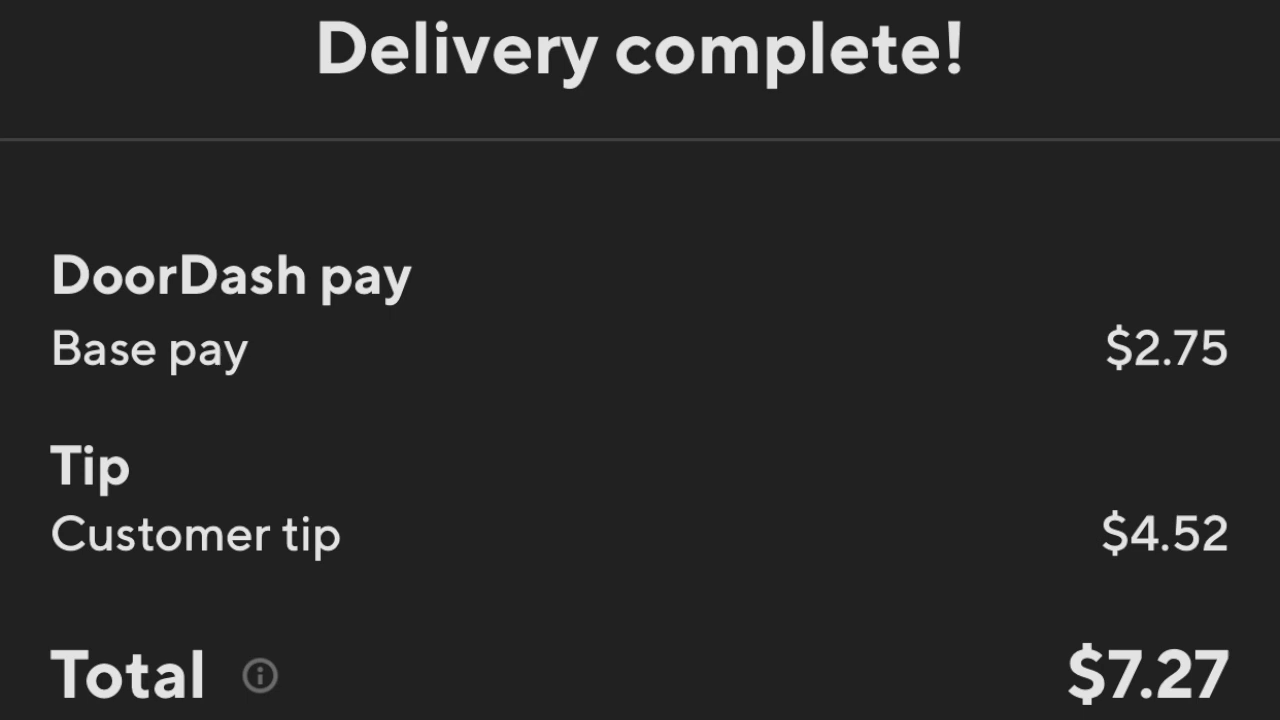 Delivery complete!
DoorDash pay
Base pay $2.75
Tip
Customer tip $4.52
Total $7.27